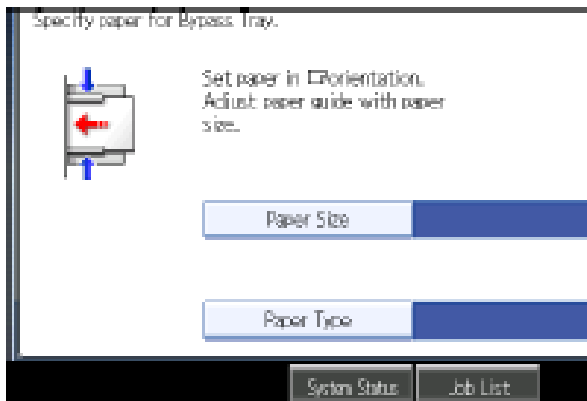 Specify paper for Bypass Tray.
Set paper in orientation.
Adjust paper guide with paper
size.
Paper Size
Paper Type
System Status
Job List